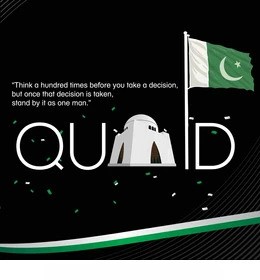 "Think a hundred times before you take a decision,
but once that decision is taken,
stand by it as one man."
QUAID